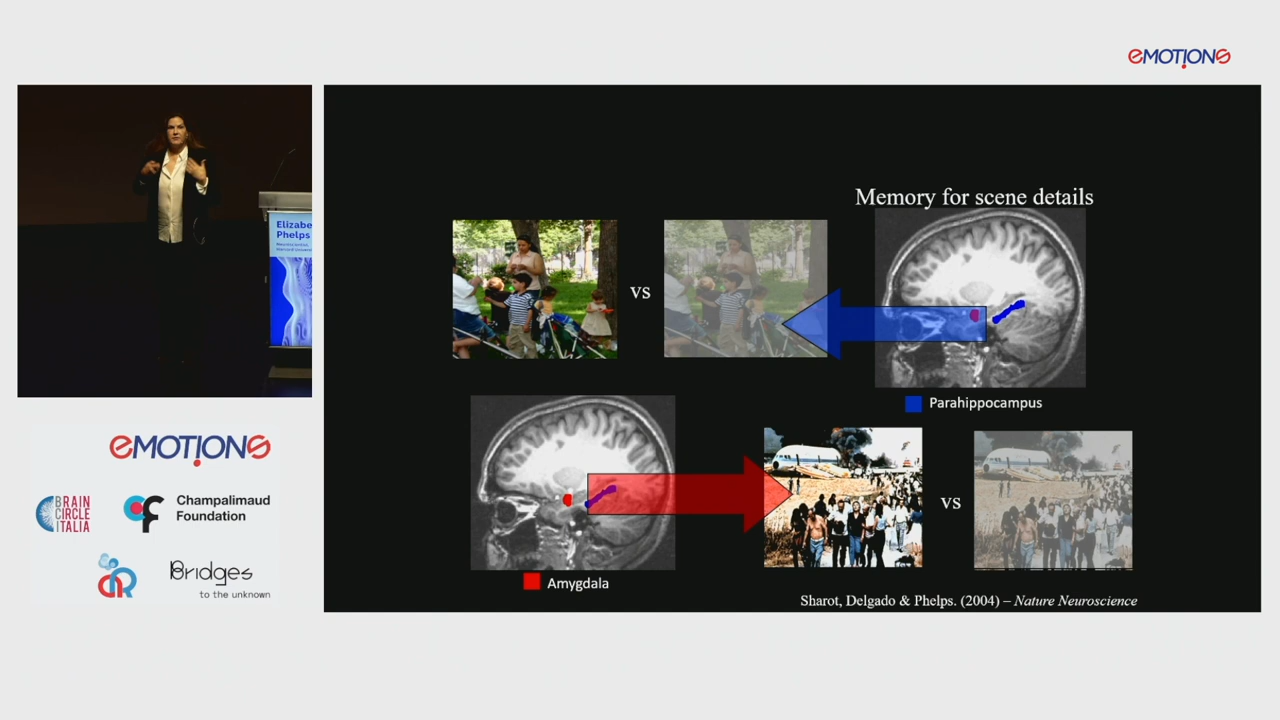 eMOTIONS
Elizabe
Phelps
Memory for scene details
vs
Parahippocampus
vs
Amygdala
Sharot, Delgado & Phelps. (2004) – Nature Neuroscience
eMOTIONS
BRAIN
CIRCLE
ITALIA
Champalimaud
Foundation
Bridges
to the unknown